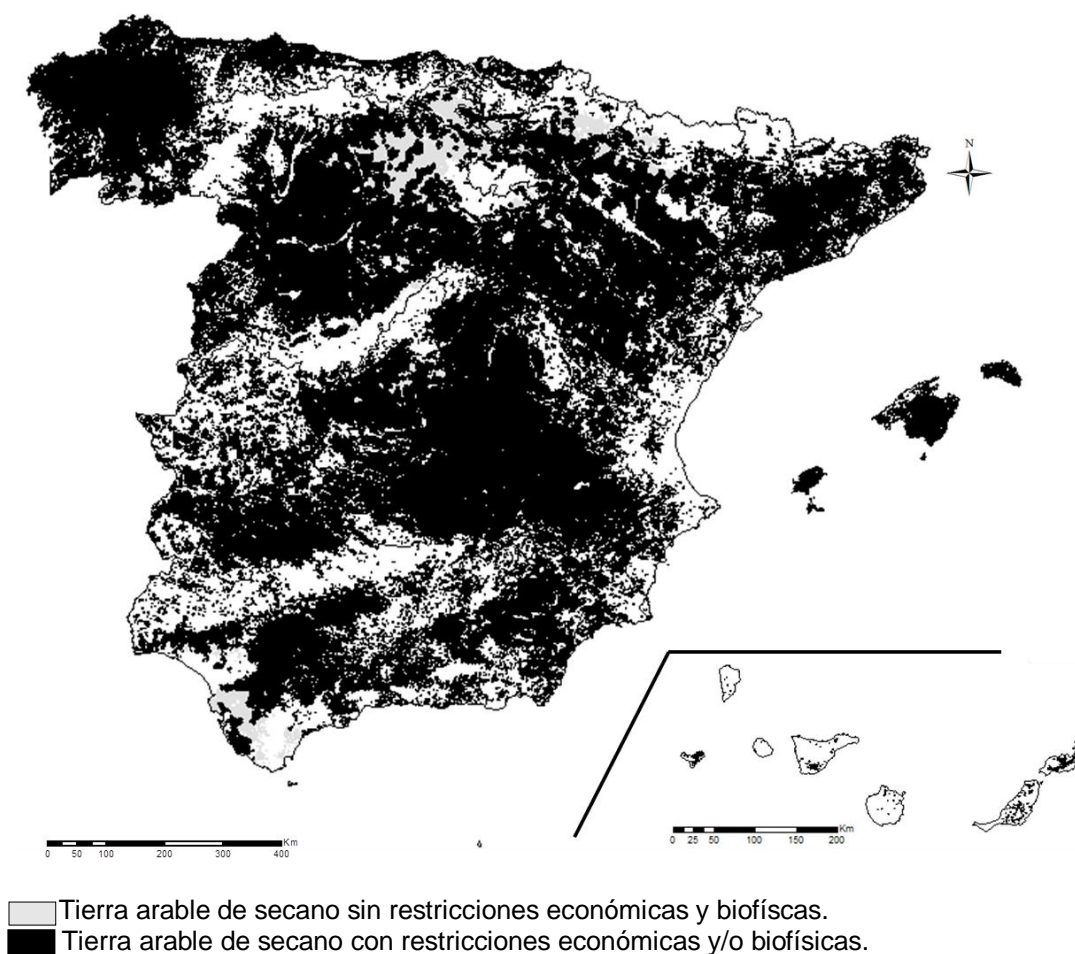 N
Km
0 50 100 200 300 400
Km
0 25 50 100 150 200
Tierra arable de secano sin restricciones económicas y biofíscas.
Tierra arable de secano con restricciones económicas y/o biofísicas.